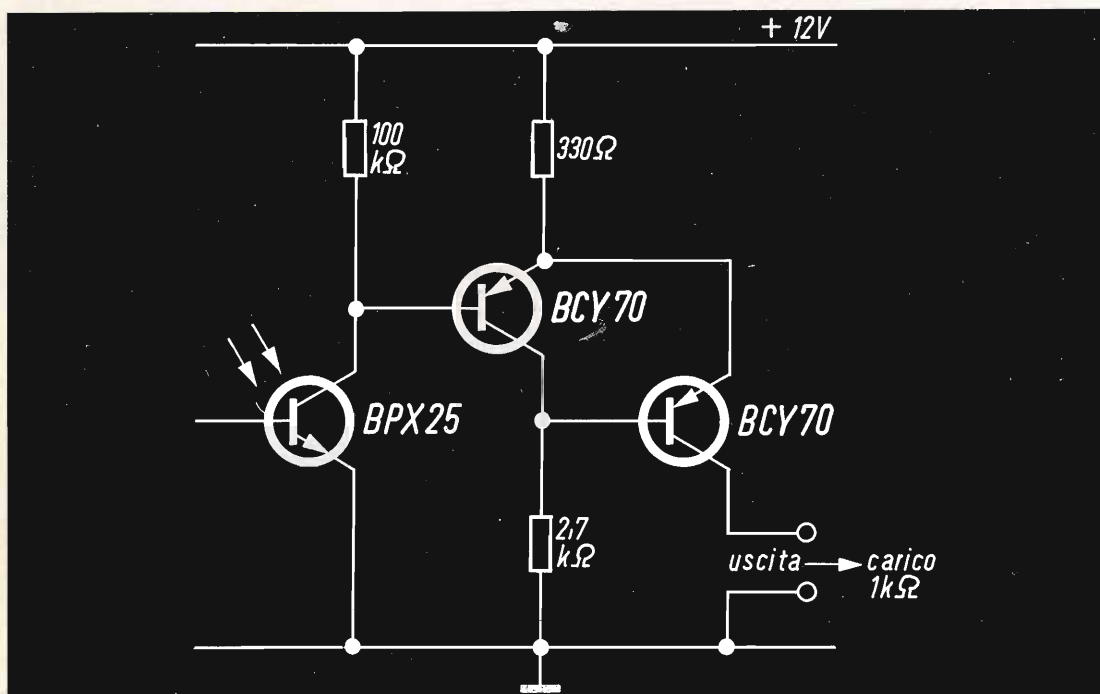 + 12V
100
kΩ
330Ω
BCY 70
BPX25
BCY70
2,7
kΩ
uscita
carico
1kΩ